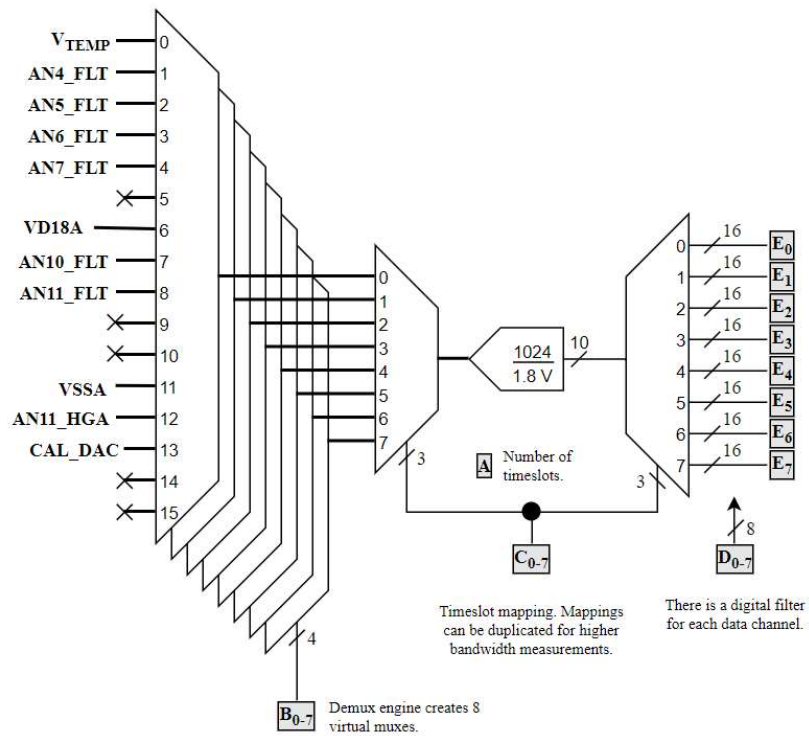 V_TEMP 0
AN4_FLT 1
AN5_FLT 2
AN6_FLT 3
AN7_FLT 4
5
VD18A 6
AN10_FLT 7
AN11_FLT 8
9
10
VSSA 11
AN11_HGA 12
CAL_DAC 13
14
15
4
B0-7
Demux engine creates 8
virtual muxes.
0
1
2
3
4
5
6
7
3
1024
1.8 V
10
A
Number of
timeslots.
3
C0-7
Timeslot mapping. Mappings
can be duplicated for higher
bandwidth measurements.
0 16 E0
1 16 E1
2 16 E2
3 16 E3
4 16 E4
5 16 E5
6 16 E6
7 16 E7
8
D0-7
There is a digital filter
for each data channel.